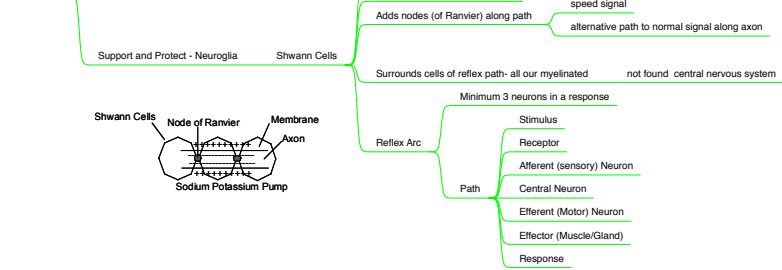 speed signal
Adds nodes (of Ranvier) along path
alternative path to normal signal along axon
Support and Protect - Neuroglia
Shwann Cells
Surrounds cells of reflex path- all our myelinated
not found central nervous system
Minimum 3 neurons in a response
Reflex Arc
Stimulus
Receptor
Afferent (sensory) Neuron
Path
Central Neuron
Efferent (Motor) Neuron
Effector (Muscle/Gland)
Response
Shwann Cells
Node of Ranvier
Membrane
Axon
Sodium Potassium Pump